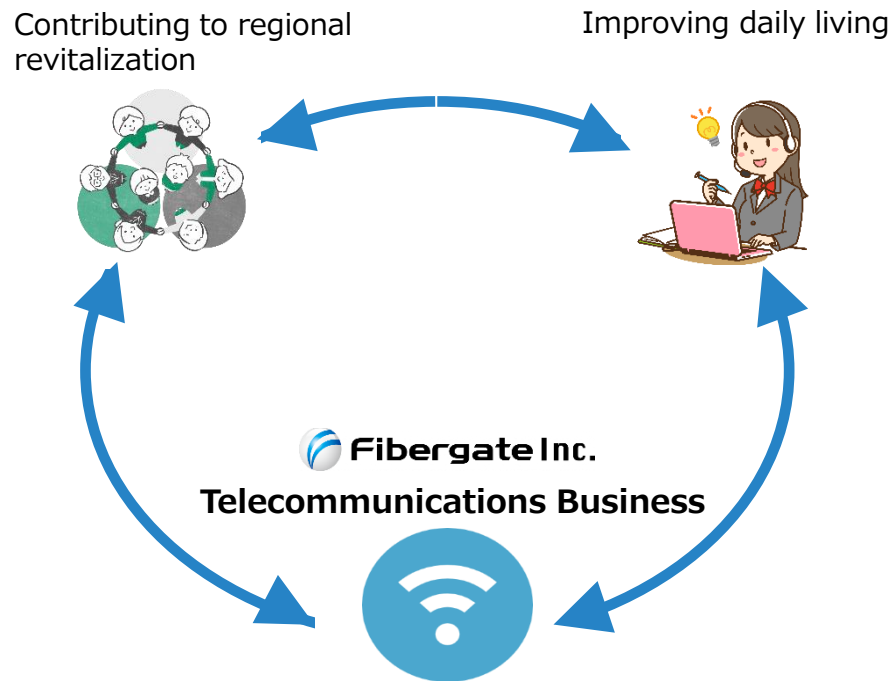 Contributing to regional
revitalization
Improving daily living
Fibergate Inc.
Telecommunications Business